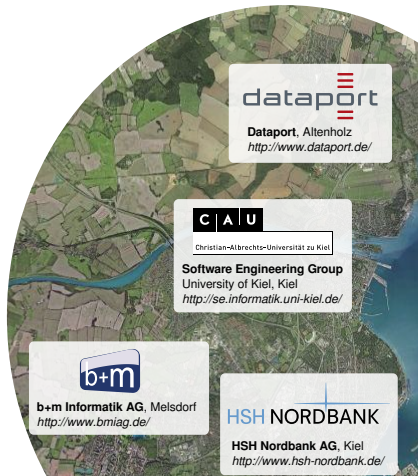 dataport
Dataport, Altenholz
http://www.dataport.de/
CAU
Christian-Albrechts-Universität zu Kiel
Software Engineering Group
University of Kiel, Kiel
http://se.informatik.uni-kiel.de/
b+m
b+m Informatik AG, Melsdorf
http://www.bmiag.de/
HSH NORDBANK
HSH Nordbank AG, Kiel
http://www.hsh-nordbank.de/